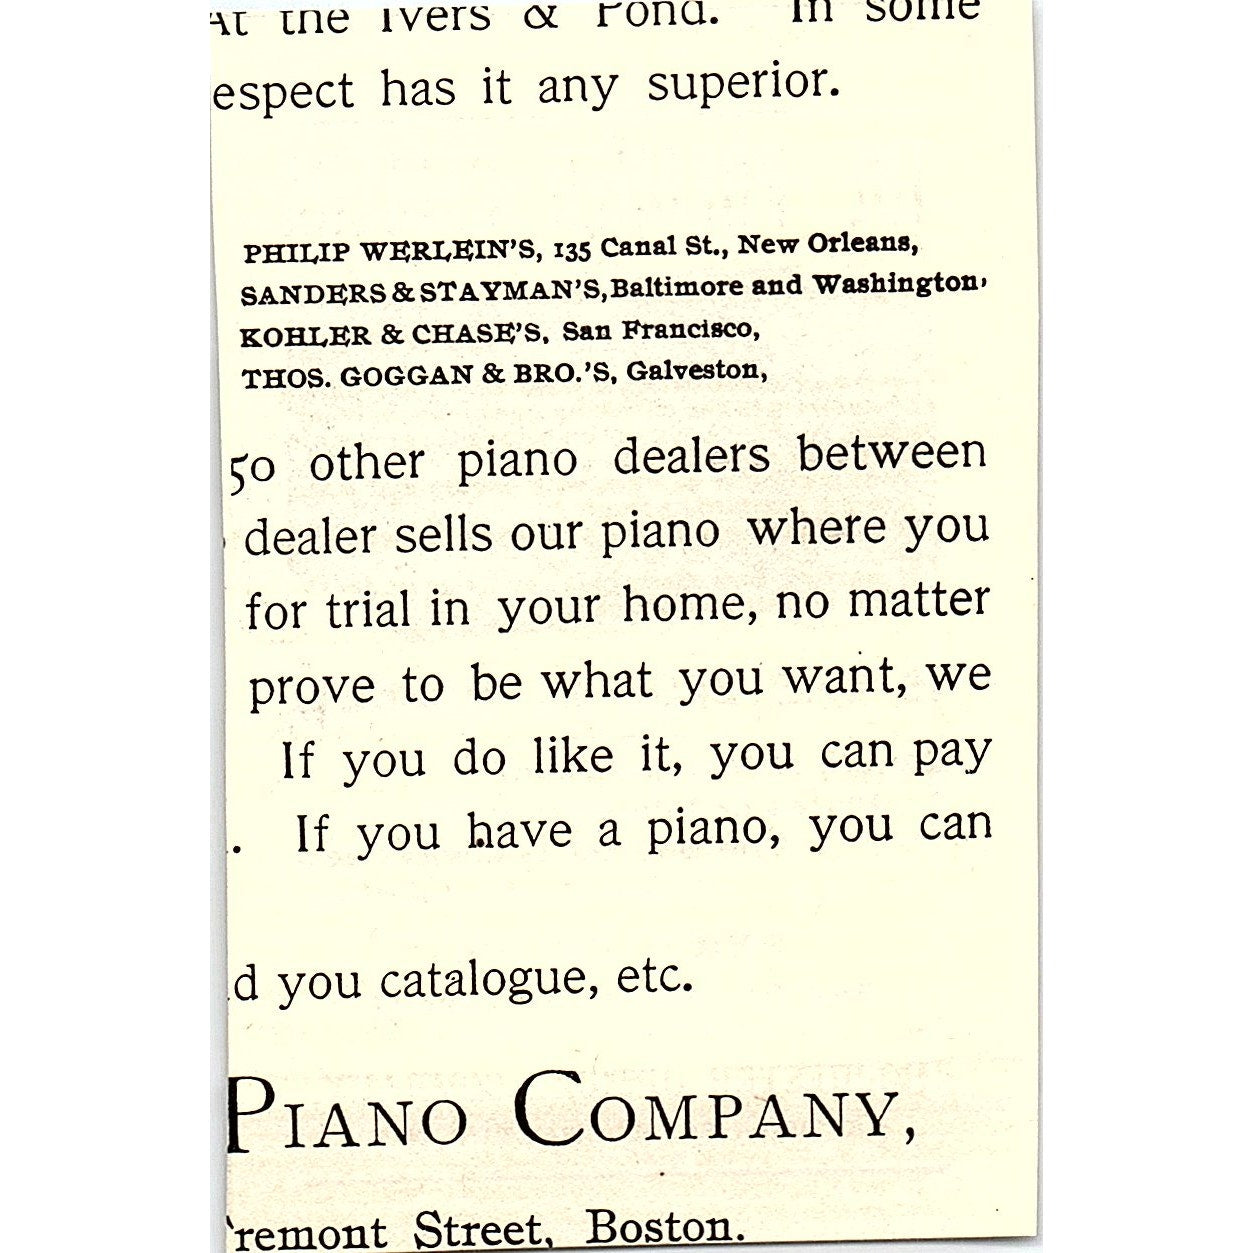 At the Ivers & Pond. In some
espect has it any superior.
PHILIP WERLEIN'S, 135 Canal St., New Orleans,
SANDERS & STAYMAN'S, Baltimore and Washington,
KOHLER & CHASE'S, San Francisco,
THOS. GOGGAN & BRO.'S, Galveston,
50 other piano dealers between
dealer sells our piano where you
for trial in your home, no matter
prove to be what you want, we
If you do like it, you can pay
. If you have a piano, you can
d you catalogue, etc.
PIANO COMPANY,
remont Street, Boston.